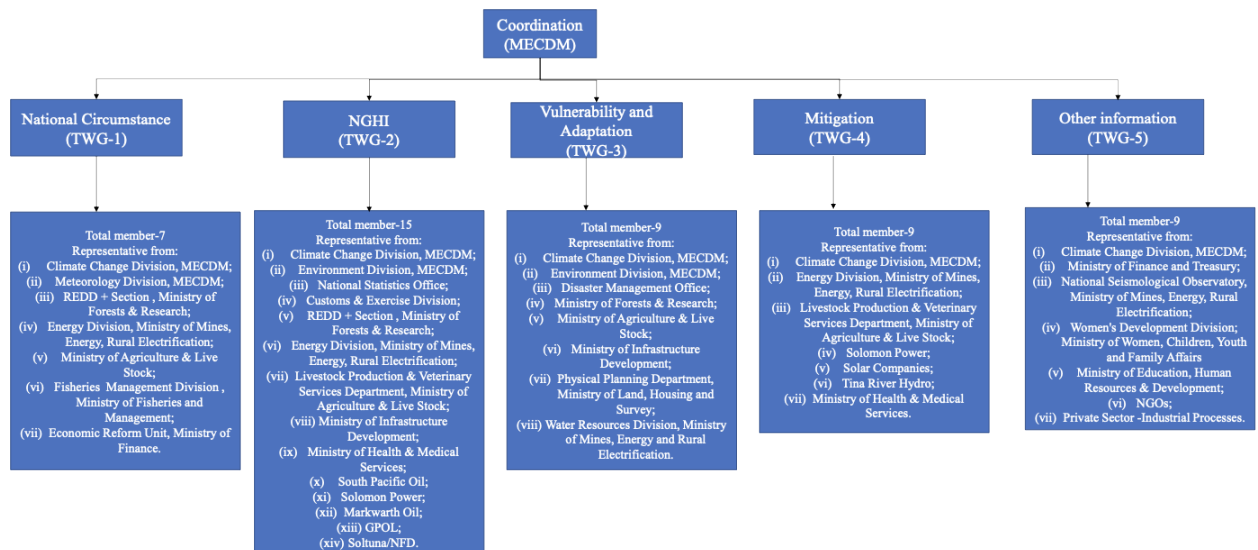 Coordination
(MECDM)
National Circumstance
(TWG-1)
NGHI
(TWG-2)
Vulnerability and
Adaptation
(TWG-3)
Mitigation
(TWG-4)
Other information
(TWG-5)
Total member-7
Representative from:
(i) Climate Change Division, MECDM;
(ii) Meteorology Division, MECDM;
(iii) REDD + Section , Ministry of
Forests & Research;
(iv) Energy Division, Ministry of Mines,
Energy, Rural Electrification;
(v) Ministry of Agriculture & Live
Stock;
(vi) Fisheries Management Division ,
Ministry of Fisheries and
Management;
(vii) Economic Reform Unit, Ministry of
Finance.
Total member-15
Representative from:
(i) Climate Change Division, MECDM;
(ii) Environment Division, MECDM;
(iii) National Statistics Office;
(iv) Customs & Exercise Division;
(v) REDD + Section , Ministry of
Forests & Research;
(vi) Energy Division, Ministry of Mines,
Energy, Rural Electrification;
(vii) Livestock Production & Veterinary
Services Department, Ministry of
Agriculture & Live Stock;
(viii) Ministry of Infrastructure
Development;
(ix) Ministry of Health & Medical
Services;
(x) South Pacific Oil;
(xi) Solomon Power;
(xii) Markwarth Oil;
(xiii) GPOL;
(xiv) Soltuna/NFD.
Total member-9
Representative from:
(i) Climate Change Division, MECDM;
(ii) Environment Division, MECDM;
(iii) Disaster Management Office;
(iv) Ministry of Forests & Research;
(v) Ministry of Agriculture & Live
Stock;
(vi) Ministry of Infrastructure
Development;
(vii) Physical Planning Department,
Ministry of Land, Housing and
Survey;
(viii) Water Resources Division, Ministry
of Mines, Energy and Rural
Electrification.
Total member-9
Representative from:
(i) Climate Change Division, MECDM;
(ii) Energy Division, Ministry of Mines,
Energy, Rural Electrification;
(iii) Livestock Production & Veterinary
Services Department, Ministry of
Agriculture & Live Stock;
(iv) Solomon Power;
(v) Solar Companies;
(vi) Tina River Hydro;
(vii) Ministry of Health & Medical
Services.
Total member-9
Representative from:
(i) Climate Change Division, MECDM;
(ii) Ministry of Finance and Treasury;
(iii) National Seismological Observatory,
Ministry of Mines, Energy, Rural
Electrification;
(iv) Women's Development Division;
Ministry of Women, Children, Youth
and Family Affairs
(v) Ministry of Education, Human
Resources & Development;
(vi) NGOs;
(vii) Private Sector -Industrial Processes.